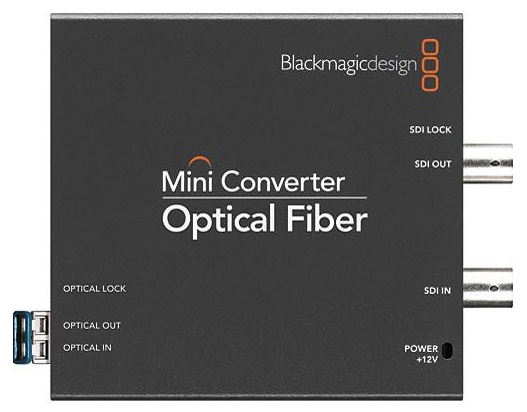 Blackmagicdesign
SDI LOCK
SDI OUT
Mini Converter
Optical Fiber
OPTICAL LOCK
SDI IN
OPTICAL OUT
OPTICAL IN
POWER
+12V